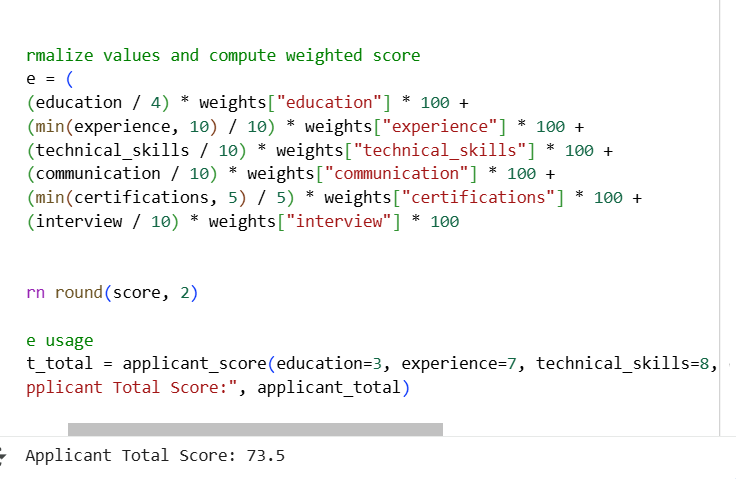 rmalize values and compute weighted score
e = (
(education / 4) * weights["education"] * 100 +
(min(experience, 10) / 10) * weights["experience"] * 100 +
(technical_skills / 10) * weights["technical_skills"] * 100 +
(communication / 10) * weights["communication"] * 100 +
(min(certifications, 5) / 5) * weights["certifications"] * 100 +
(interview / 10) * weights["interview"] * 100
rn round(score, 2)
e usage
t_total = applicant_score(education=3, experience=7, technical_skills=8,
pplicant Total Score:", applicant_total)
Applicant Total Score: 73.5